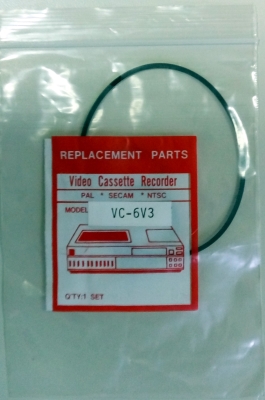 REPLACEMENT PARTS
Video Cassette Recorder
PAL * SECAM * NTSC
MODEL VC-6V3
Q'TY:1 SET